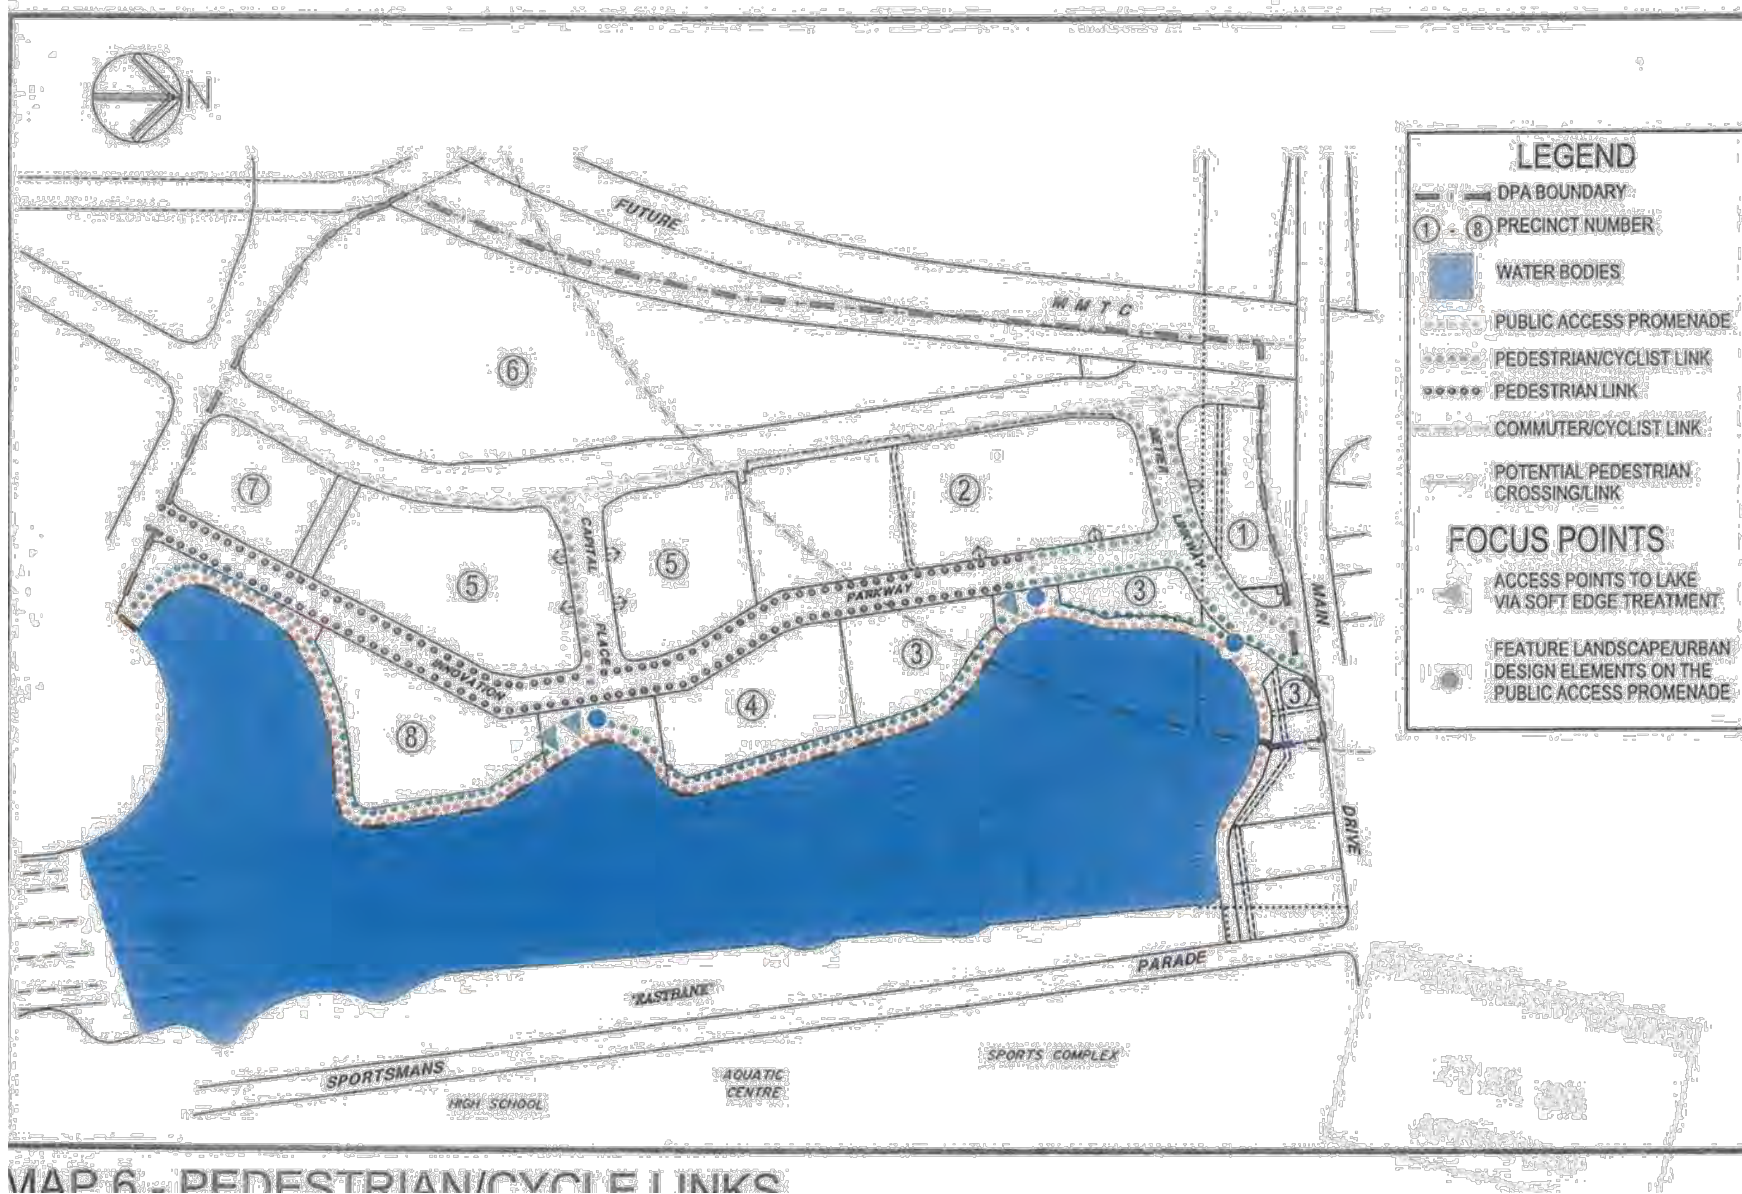 N
FUTURE
M M T C
⑥
⑦
②
①
⑤
⑤
③
③
③
④
⑧
CAPITAL
PLACE
INNOVATION
PARKWAY
LINKWAY
MAIN
DRIVE
"EASTBANK"
SPORTSMANS
PARADE
HIGH SCHOOL
AQUATIC
CENTRE
SPORTS COMPLEX
LEGEND
DPA BOUNDARY
① - ⑧ PRECINCT NUMBER
WATER BODIES
PUBLIC ACCESS PROMENADE
PEDESTRIAN/CYCLIST LINK
PEDESTRIAN LINK
COMMUTER/CYCLIST LINK
POTENTIAL PEDESTRIAN
CROSSING/LINK
FOCUS POINTS
ACCESS POINTS TO LAKE
VIA SOFT EDGE TREATMENT
FEATURE LANDSCAPE/URBAN
DESIGN ELEMENTS ON THE
PUBLIC ACCESS PROMENADE
MAP 6 - PEDESTRIAN/CYCLE LINKS